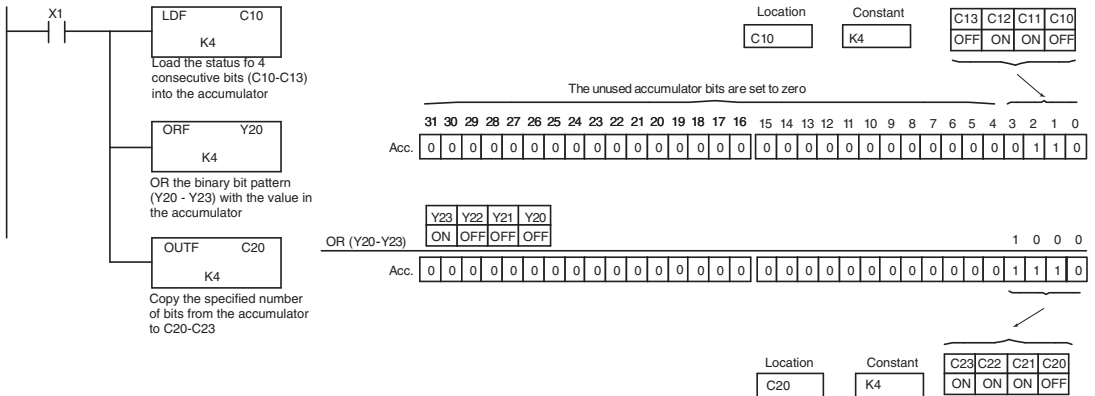 X1
LDF C10
K4
Load the status fo 4
consecutive bits (C10-C13)
into the accumulator
ORF Y20
K4
OR the binary bit pattern
(Y20 - Y23) with the value in
the accumulator
OUTF C20
K4
Copy the specified number
of bits from the accumulator
to C20-C23
Location Constant
C10 K4
C13 C12 C11 C10
OFF ON ON OFF
The unused accumulator bits are set to zero
31 30 29 28 27 26 25 24 23 22 21 20 19 18 17 16 15 14 13 12 11 10 9 8 7 6 5 4 3 2 1 0
Acc. 0 0 0 0 0 0 0 0 0 0 0 0 0 0 0 0 0 0 0 0 0 0 0 0 0 0 0 0 0 1 1 0
Y23 Y22 Y21 Y20
ON OFF OFF OFF
OR (Y20-Y23) 1 0 0 0
Acc. 0 0 0 0 0 0 0 0 0 0 0 0 0 0 0 0 0 0 0 0 0 0 0 0 0 0 0 0 1 1 1 0
Location Constant
C20 K4
C23 C22 C21 C20
ON ON ON OFF